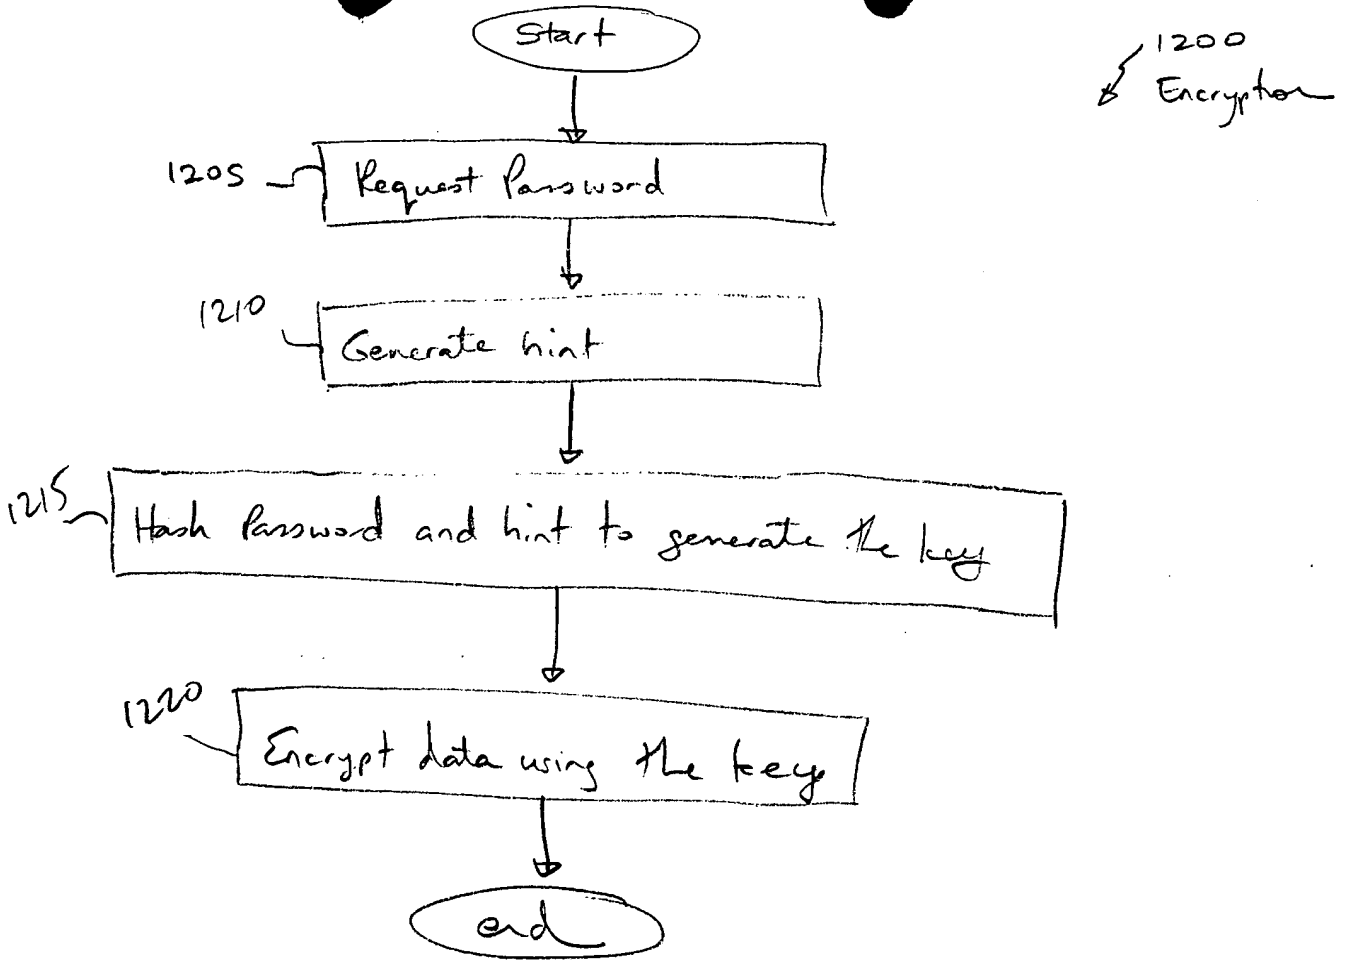 Start
1200
Encryption
1205
Request Password
1210
Generate hint
1215
Hash Password and hint to generate the key
1220
Encrypt data using the key
end